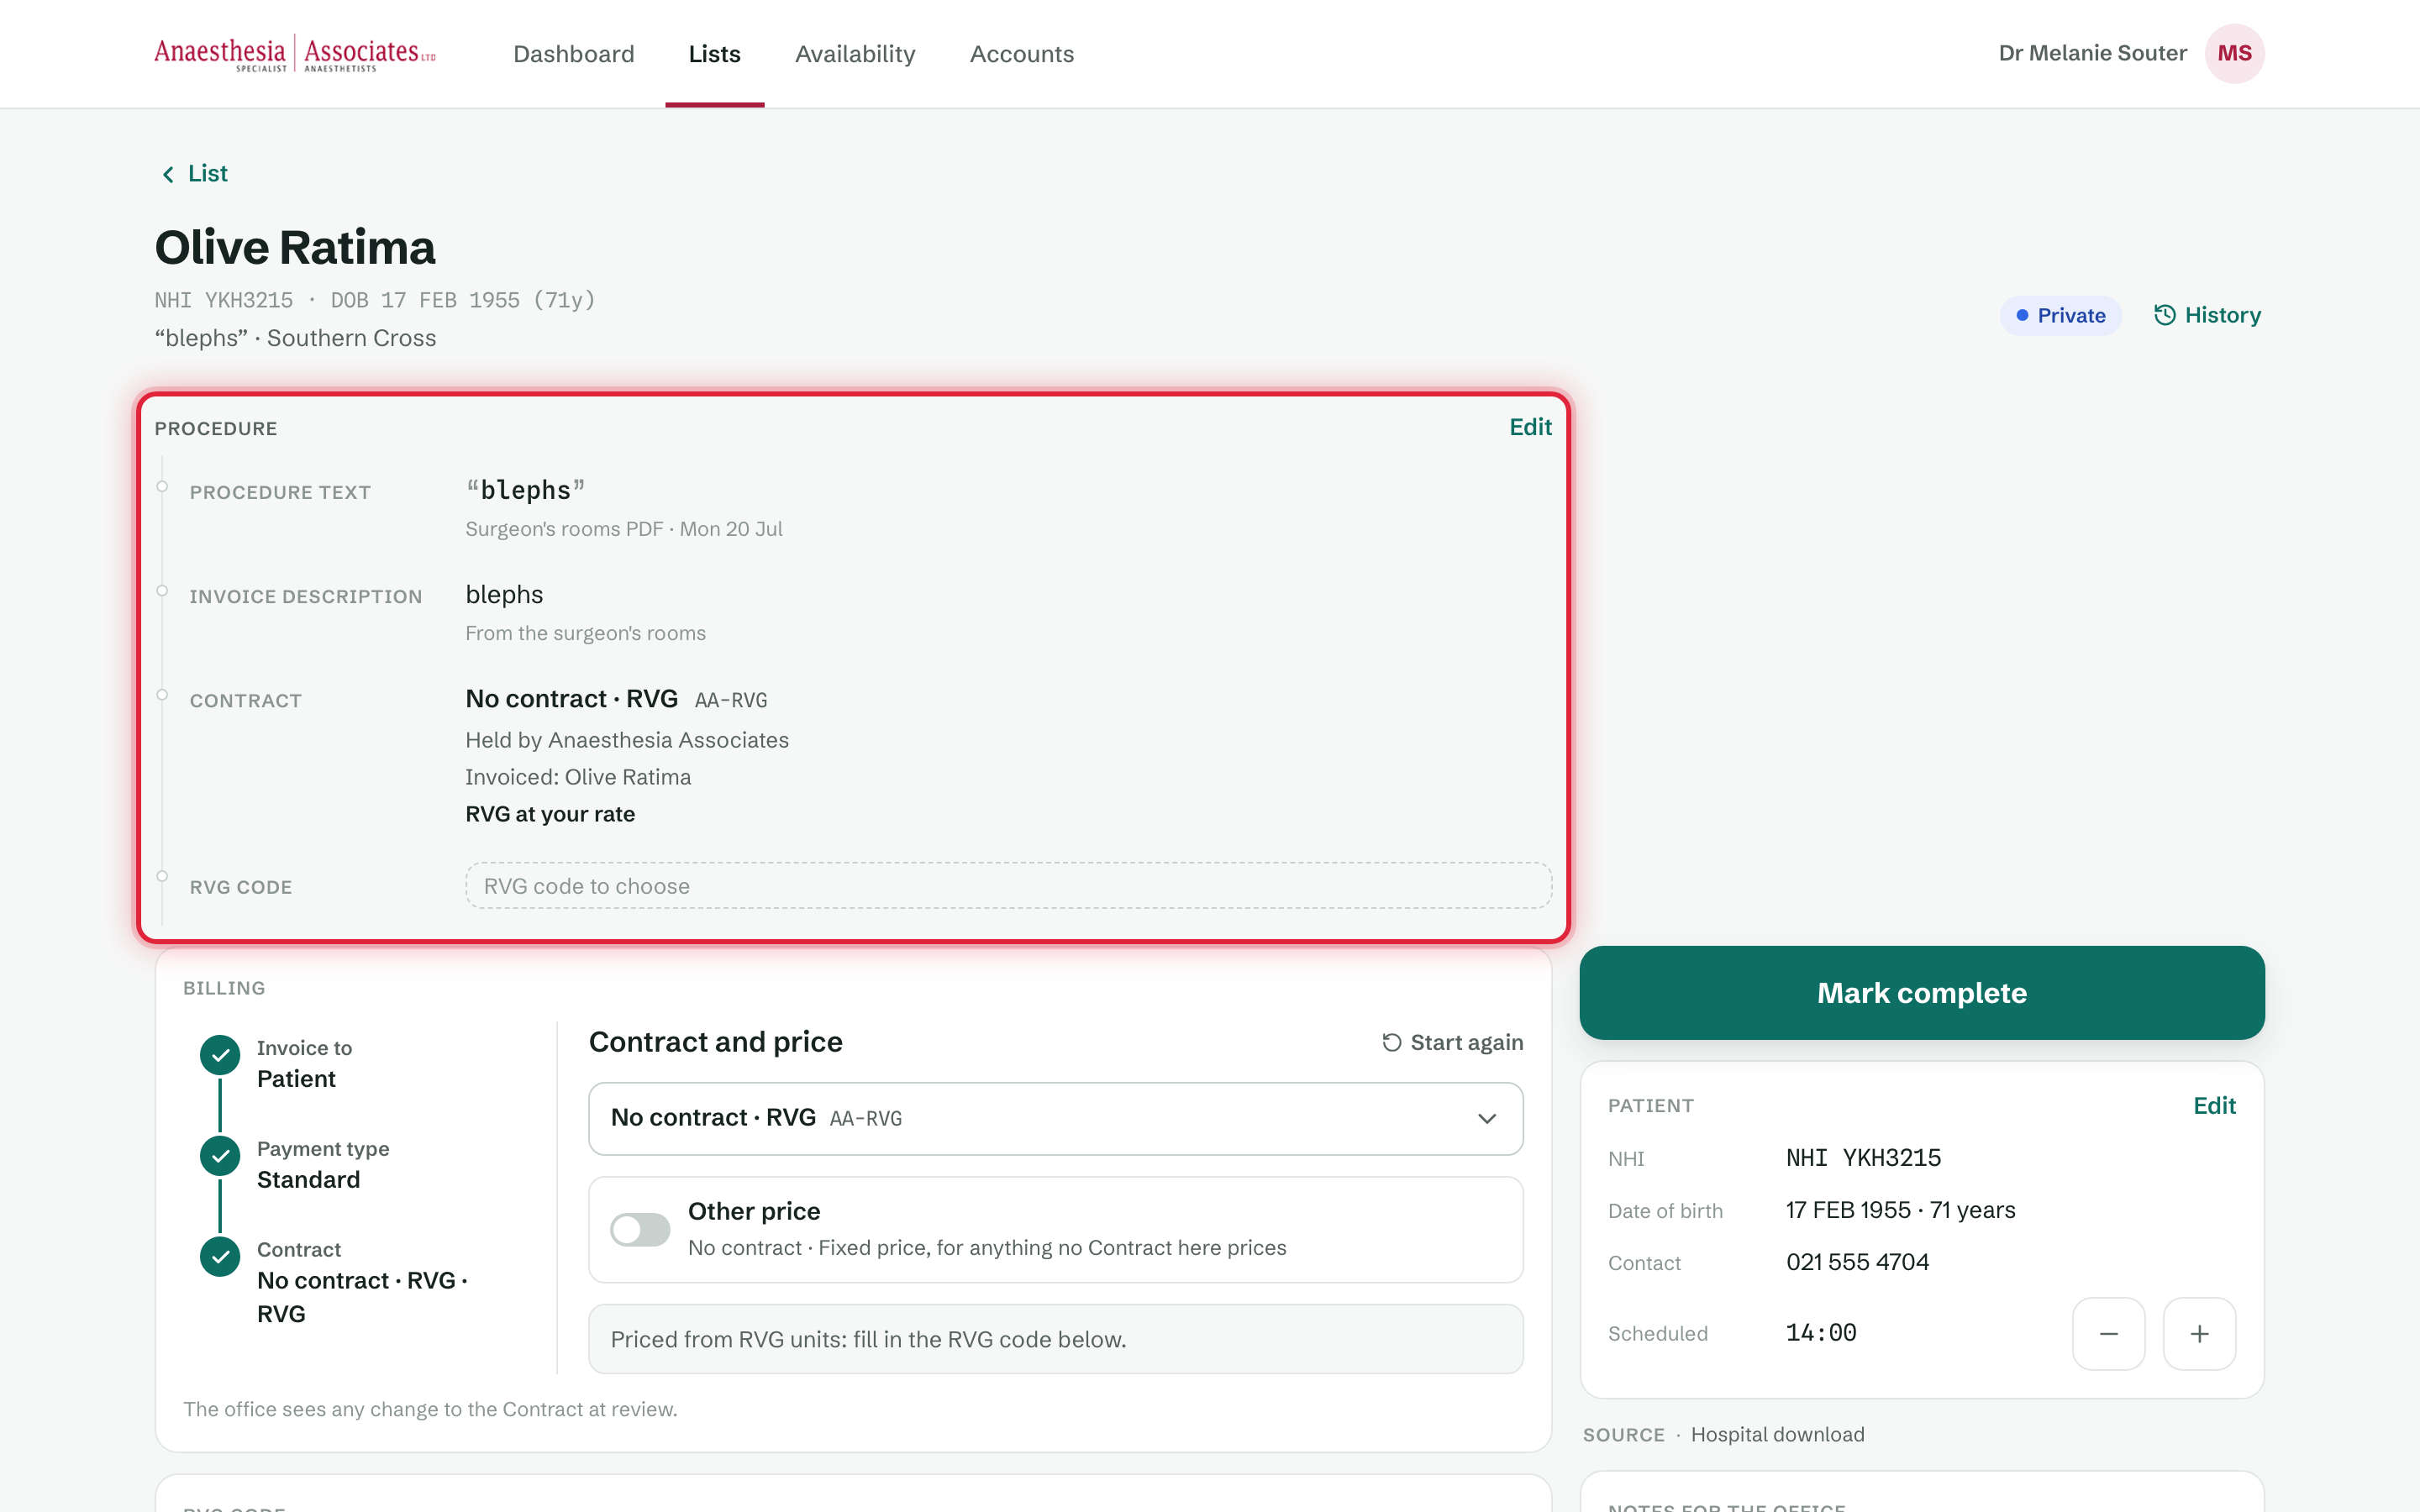 Anaesthesia Associates LTD
SPECIALIST ANAESTHETISTS
Dashboard
Lists
Availability
Accounts
Dr Melanie Souter
MS
List
Olive Ratima
NHI YKH3215 · DOB 17 FEB 1955 (71y)
“blephs” · Southern Cross
Private
History
PROCEDURE
Edit
PROCEDURE TEXT
“blephs”
Surgeon's rooms PDF · Mon 20 Jul
INVOICE DESCRIPTION
blephs
From the surgeon's rooms
CONTRACT
No contract · RVG AA-RVG
Held by Anaesthesia Associates
Invoiced: Olive Ratima
RVG at your rate
RVG CODE
RVG code to choose
BILLING
Invoice to
Patient
Payment type
Standard
Contract
No contract · RVG ·
RVG
Contract and price
Start again
No contract · RVG AA-RVG
Other price
No contract · Fixed price, for anything no Contract here prices
Priced from RVG units: fill in the RVG code below.
The office sees any change to the Contract at review.
Mark complete
PATIENT
Edit
NHI
NHI YKH3215
Date of birth
17 FEB 1955 · 71 years
Contact
021 555 4704
Scheduled
14:00
SOURCE · Hospital download
RVG CODE
NOTES FOR THE OFFICE